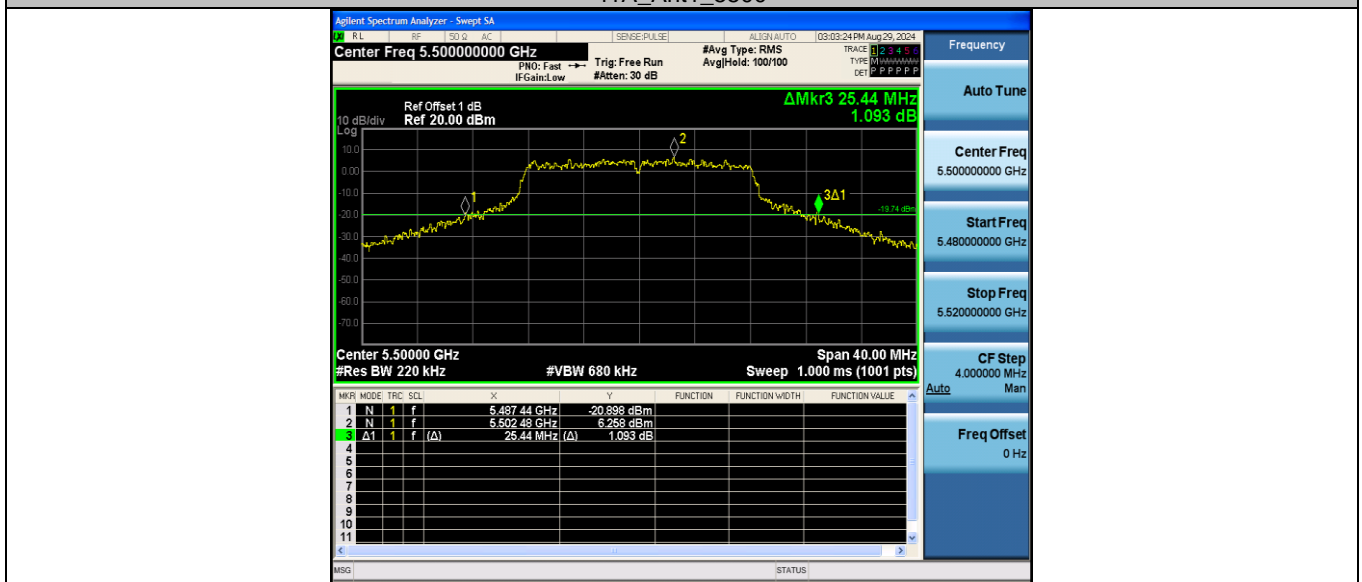 Agilent Spectrum Analyzer - Swept SA
RL RF 50 Ω AC SENSE:PULSE ALIGN AUTO 03:03:24 PM Aug 29, 2024
Center Freq 5.500000000 GHz
PNO: Fast
IFGain:Low
Trig: Free Run
#Atten: 30 dB
#Avg Type: RMS
Avg|Hold: 100/100
TRACE 1 2 3 4 5 6
TYPE M
DET P P P P P P
Frequency
Auto Tune
Center Freq
5.500000000 GHz
Start Freq
5.480000000 GHz
Stop Freq
5.520000000 GHz
CF Step
4.000000 MHz
Auto Man
Freq Offset
0 Hz
ΔMkr3 25.44 MHz
1.093 dB
Ref Offset 1 dB
10 dB/div Ref 20.00 dBm
Log
10.0
0.00
-10.0
-20.0
-30.0
-40.0
-50.0
-60.0
-70.0
1
2
3Δ1
-19.74 dBm
Center 5.50000 GHz Span 40.00 MHz
#Res BW 220 kHz #VBW 680 kHz Sweep 1.000 ms (1001 pts)
MKR MODE TRC SCL X Y FUNCTION FUNCTION WIDTH FUNCTION VALUE
1 N 1 f 5.487 44 GHz -20.898 dBm
2 N 1 f 5.502 48 GHz 6.258 dBm
3 Δ1 1 f (Δ) 25.44 MHz (Δ) 1.093 dB
4
5
6
7
8
9
10
11
MSG STATUS